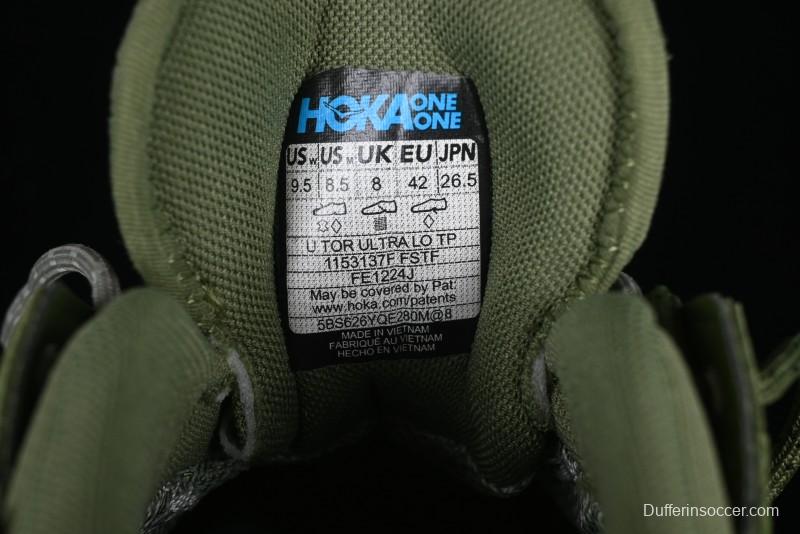 HOKA ONE ONE
US W US M UK EU JPN
9.5 8.5 8 42 26.5
U TOR ULTRA LO TP
1153137F FSTF
FE1224J
May be covered by Pat.
www.hoka.com/patents
5BS626YQE280M@8
MADE IN VIETNAM
FABRIQUÉ AU VIETNAM
HECHO EN VIETNAM
Dufferinsoccer.com